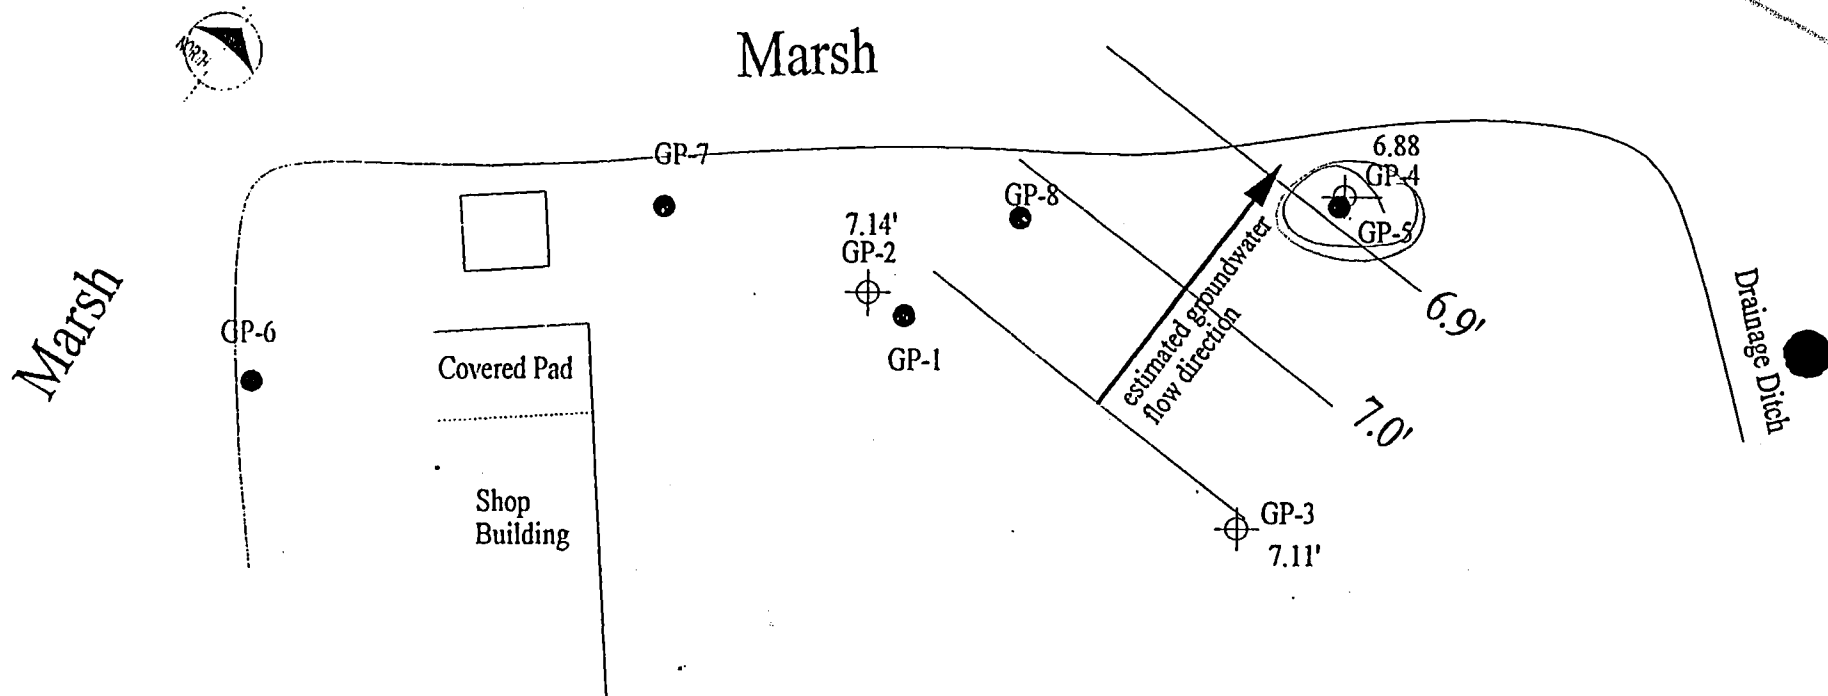 NORTH
Marsh
6.88
GP-4
GP-7
GP-8
7.14'
GP-2
GP-5
estimated groundwater
flow direction
Marsh
GP-6
GP-1
6.9'
Drainage Ditch
Covered Pad
7.0'
Shop
Building
GP-3
7.11'